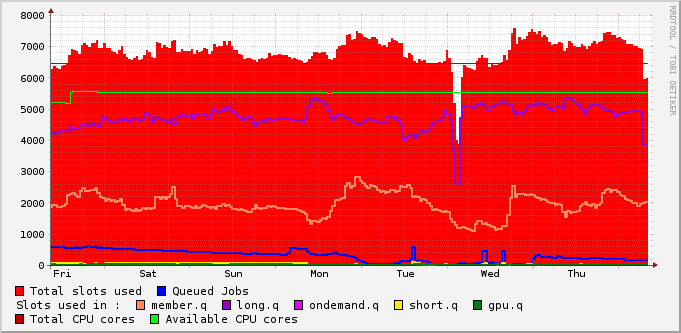 8000
7000
6000
5000
4000
3000
2000
1000
0
Fri Sat Sun Mon Tue Wed Thu
RRDTOOL / TOBI OETIKER
Total slots used Queued Jobs
Slots used in : member.q long.q ondemand.q short.q gpu.q
Total CPU cores Available CPU cores